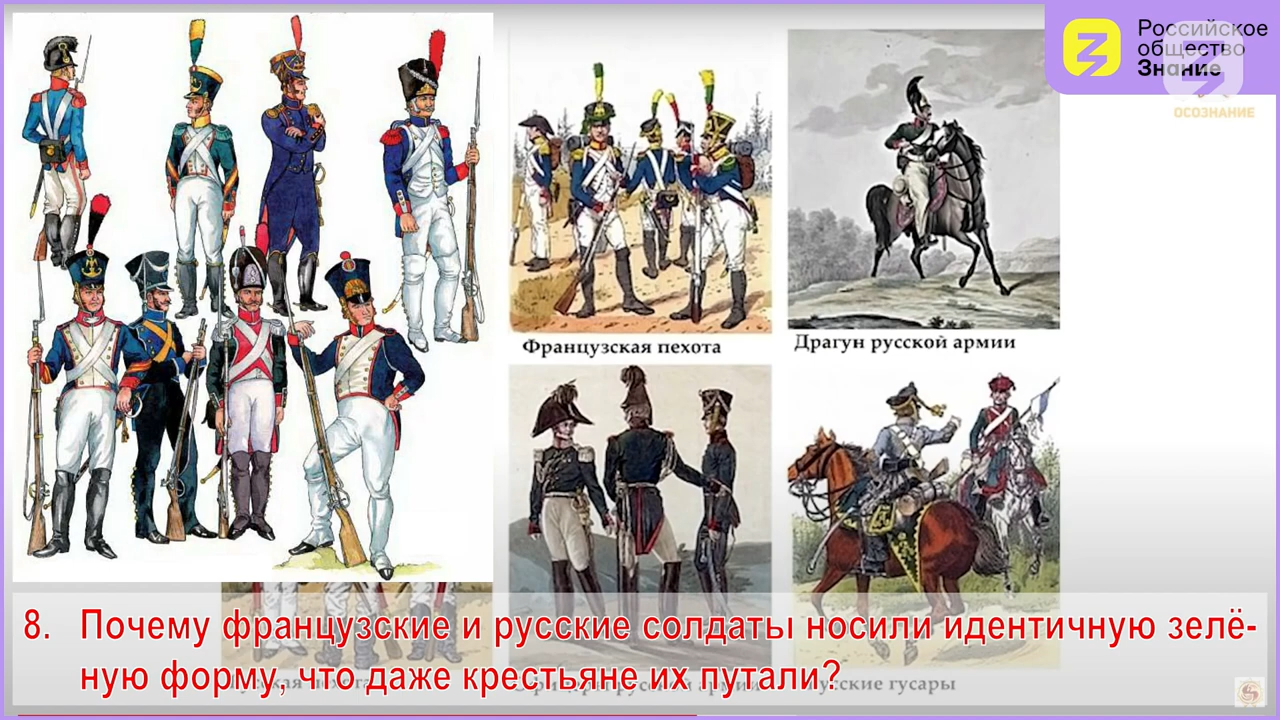 Российское
общество
Знание
ОСОЗНАНИЕ
Французская пехота
Драгун русской армии
8. Почему французские и русские солдаты носили идентичную зелё-
ную форму, что даже крестьяне их путали?
гусары